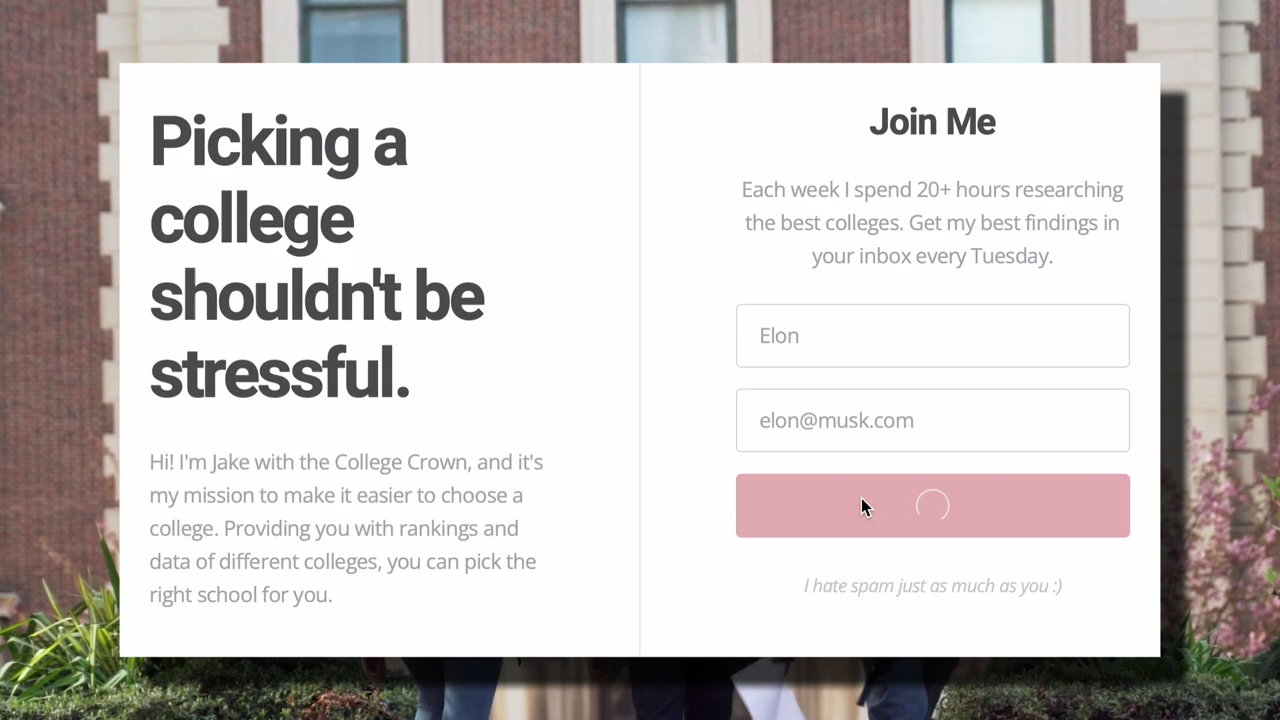 Picking a
college
shouldn't be
stressful.
Hi! I'm Jake with the College Crown, and it's
my mission to make it easier to choose a
college. Providing you with rankings and
data of different colleges, you can pick the
right school for you.
Join Me
Each week I spend 20+ hours researching
the best colleges. Get my best findings in
your inbox every Tuesday.
Elon
elon@musk.com
I hate spam just as much as you :)